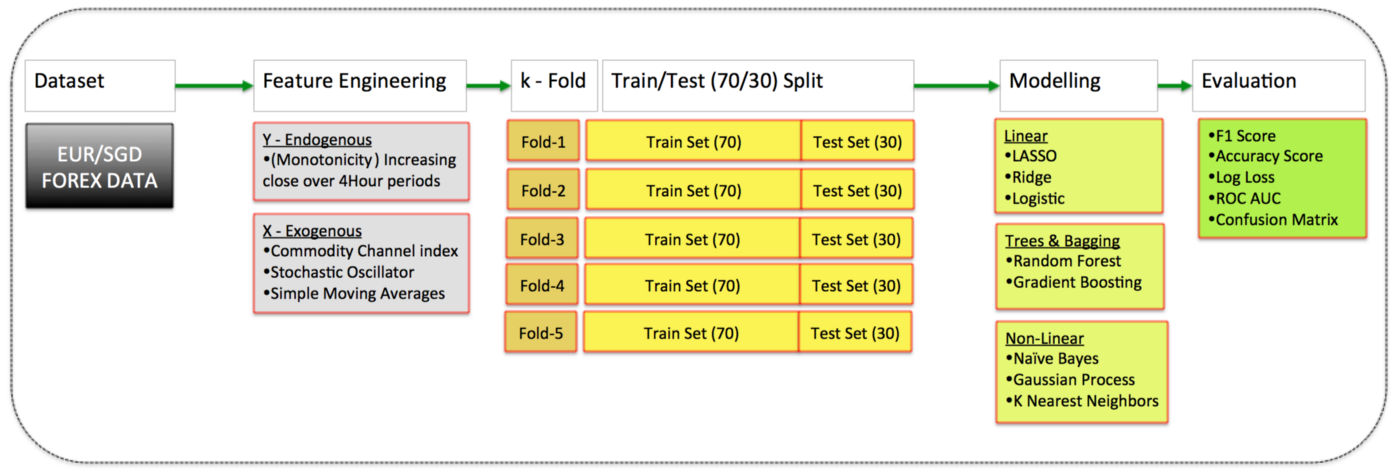 Dataset
Feature Engineering
k - Fold
Train/Test (70/30) Split
Modelling
Evaluation
EUR/SGD
FOREX DATA
Y - Endogenous
•(Monotonicity) Increasing
close over 4Hour periods
X - Exogenous
•Commodity Channel index
•Stochastic Oscillator
•Simple Moving Averages
Fold-1
Train Set (70)
Test Set (30)
Fold-2
Train Set (70)
Test Set (30)
Fold-3
Train Set (70)
Test Set (30)
Fold-4
Train Set (70)
Test Set (30)
Fold-5
Train Set (70)
Test Set (30)
Linear
•LASSO
•Ridge
•Logistic
Trees & Bagging
•Random Forest
•Gradient Boosting
Non-Linear
•Naïve Bayes
•Gaussian Process
•K Nearest Neighbors
•F1 Score
•Accuracy Score
•Log Loss
•ROC AUC
•Confusion Matrix